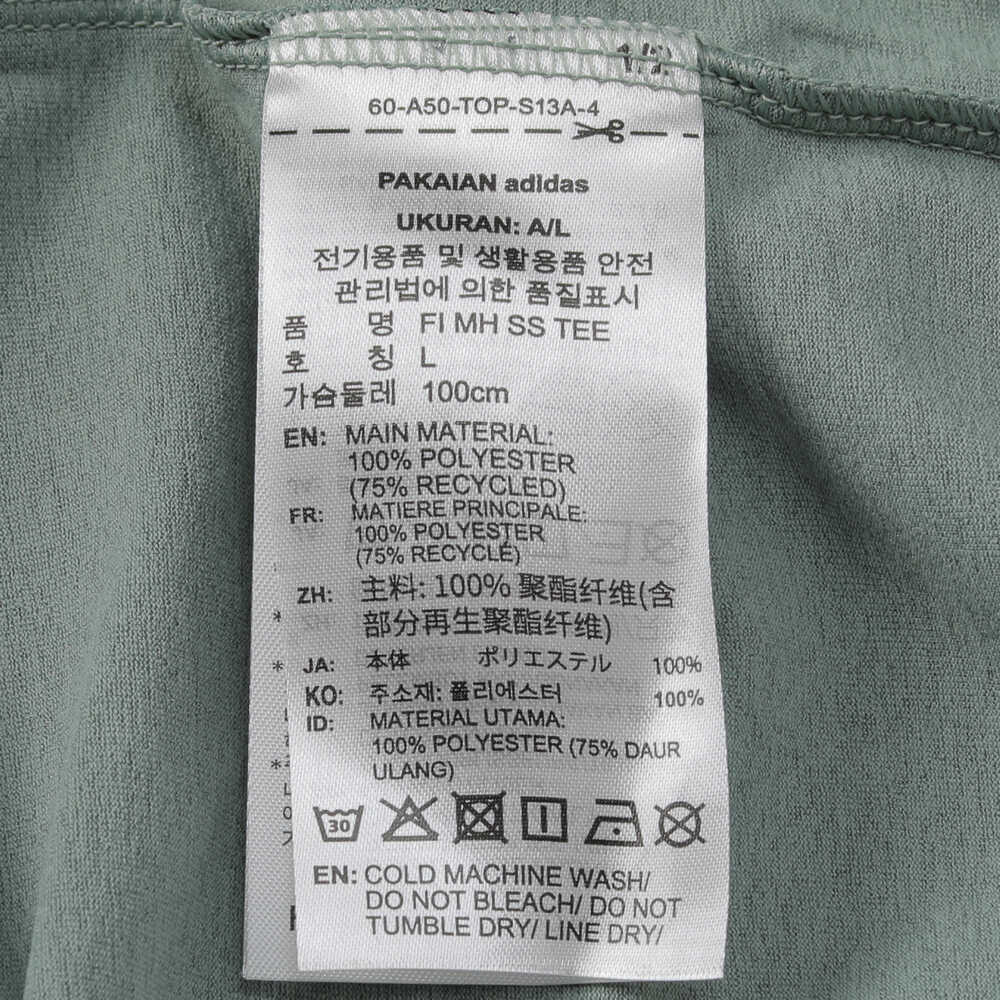 60-A50-TOP-S13A-4
PAKAIAN adidas
UKURAN: A/L
전기용품 및 생활용품 안전
관리법에 의한 품질표시
품 명 FI MH SS TEE
호 칭 L
가슴둘레 100cm
EN: MAIN MATERIAL:
100% POLYESTER
(75% RECYCLED)
FR: MATIERE PRINCIPALE:
100% POLYESTER
(75% RECYCLÉ)
ZH: 主料: 100% 聚酯纤维(含
部分再生聚酯纤维)
JA: 本体 ポリエステル 100%
KO: 주소재: 폴리에스터 100%
ID: MATERIAL UTAMA:
100% POLYESTER (75% DAUR
ULANG)
30
EN: COLD MACHINE WASH/
DO NOT BLEACH/ DO NOT
TUMBLE DRY/ LINE DRY/